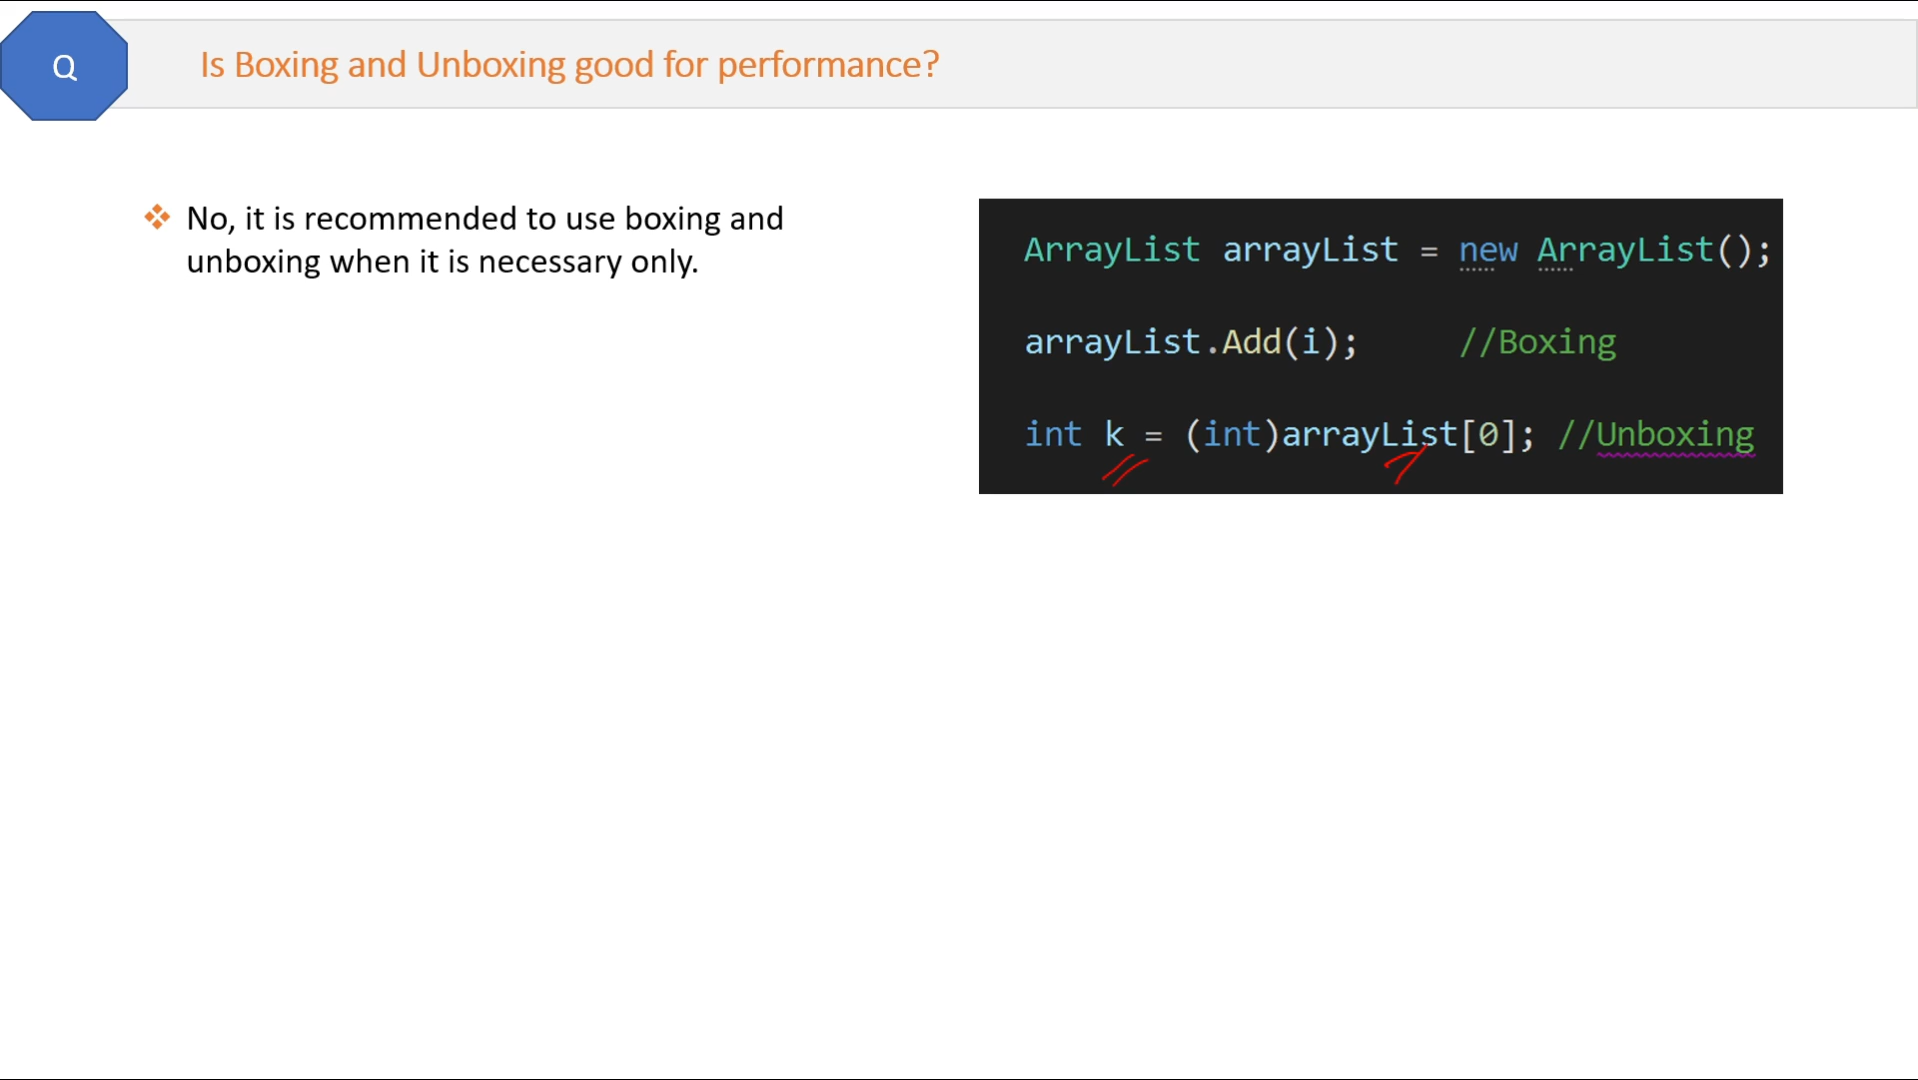 Q
Is Boxing and Unboxing good for performance?
No, it is recommended to use boxing and
unboxing when it is necessary only.
ArrayList arrayList = new ArrayList();
arrayList.Add(i); //Boxing
int k = (int)arrayList[0]; //Unboxing